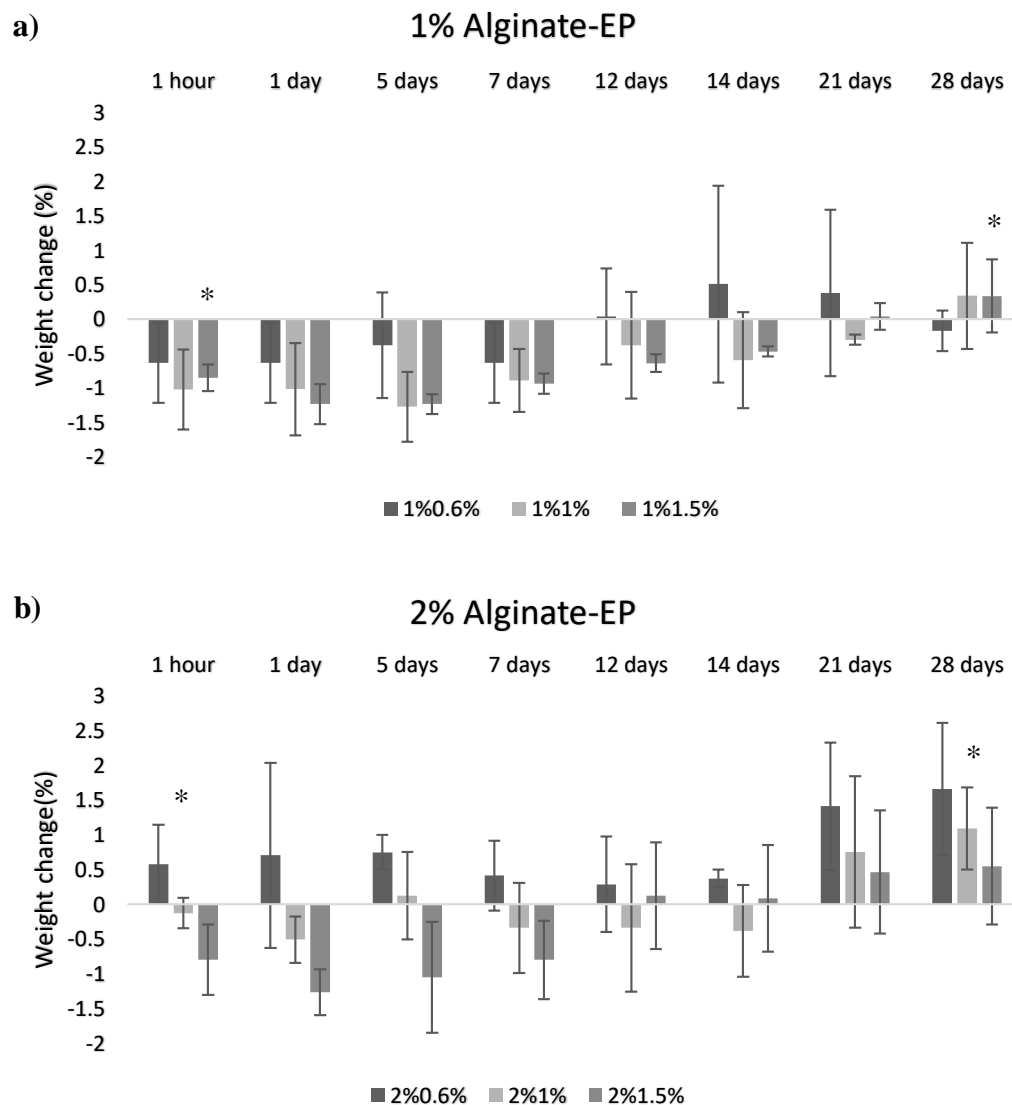 a)
1% Alginate-EP
1 hour 1 day 5 days 7 days 12 days 14 days 21 days 28 days
Weight change (%)
3
2.5
2
1.5
1
0.5
0
-0.5
-1
-1.5
-2
*
*
1%0.6% 1%1% 1%1.5%
b)
2% Alginate-EP
1 hour 1 day 5 days 7 days 12 days 14 days 21 days 28 days
Weight change(%)
3
2.5
2
1.5
1
0.5
0
-0.5
-1
-1.5
-2
*
*
2%0.6% 2%1% 2%1.5%